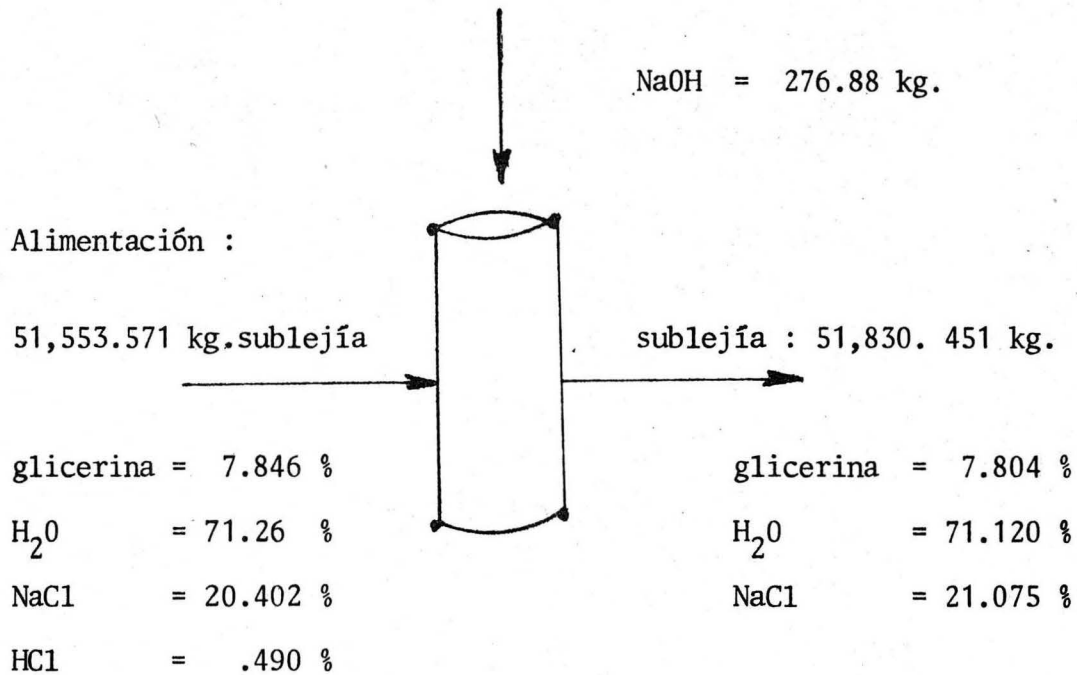 NaOH = 276.88 kg.
Alimentación :
51,553.571 kg.sublejía
sublejía : 51,830. 451 kg.
glicerina = 7.846 %
glicerina = 7.804 %
H2O = 71.26 %
H2O = 71.120 %
NaCl = 20.402 %
NaCl = 21.075 %
HCl = .490 %